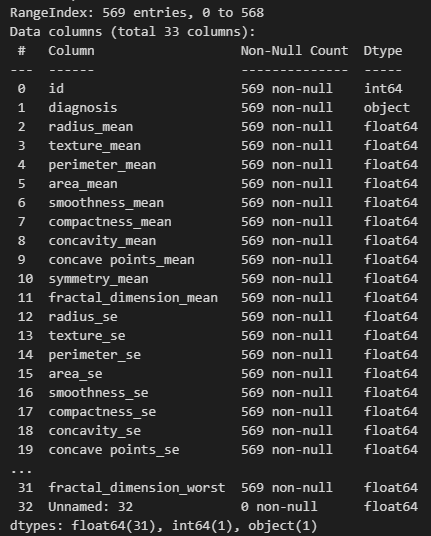 RangeIndex: 569 entries, 0 to 568
Data columns (total 33 columns):
 #   Column                   Non-Null Count  Dtype
---  ------                   --------------  -----
 0   id                       569 non-null    int64
 1   diagnosis                569 non-null    object
 2   radius_mean              569 non-null    float64
 3   texture_mean             569 non-null    float64
 4   perimeter_mean           569 non-null    float64
 5   area_mean                569 non-null    float64
 6   smoothness_mean          569 non-null    float64
 7   compactness_mean         569 non-null    float64
 8   concavity_mean           569 non-null    float64
 9   concave points_mean      569 non-null    float64
 10  symmetry_mean            569 non-null    float64
 11  fractal_dimension_mean   569 non-null    float64
 12  radius_se                569 non-null    float64
 13  texture_se               569 non-null    float64
 14  perimeter_se             569 non-null    float64
 15  area_se                  569 non-null    float64
 16  smoothness_se            569 non-null    float64
 17  compactness_se           569 non-null    float64
 18  concavity_se             569 non-null    float64
 19  concave points_se        569 non-null    float64
...
 31  fractal_dimension_worst  569 non-null    float64
 32  Unnamed: 32              0 non-null      float64
dtypes: float64(31), int64(1), object(1)